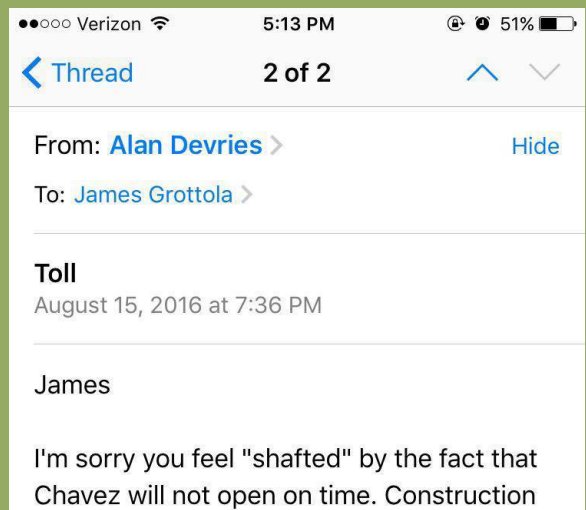 Verizon 5:13 PM 51%
Thread 2 of 2
From: Alan Devries Hide
To: James Grottola
Toll
August 15, 2016 at 7:36 PM
James
I'm sorry you feel "shafted" by the fact that
Chavez will not open on time. Construction